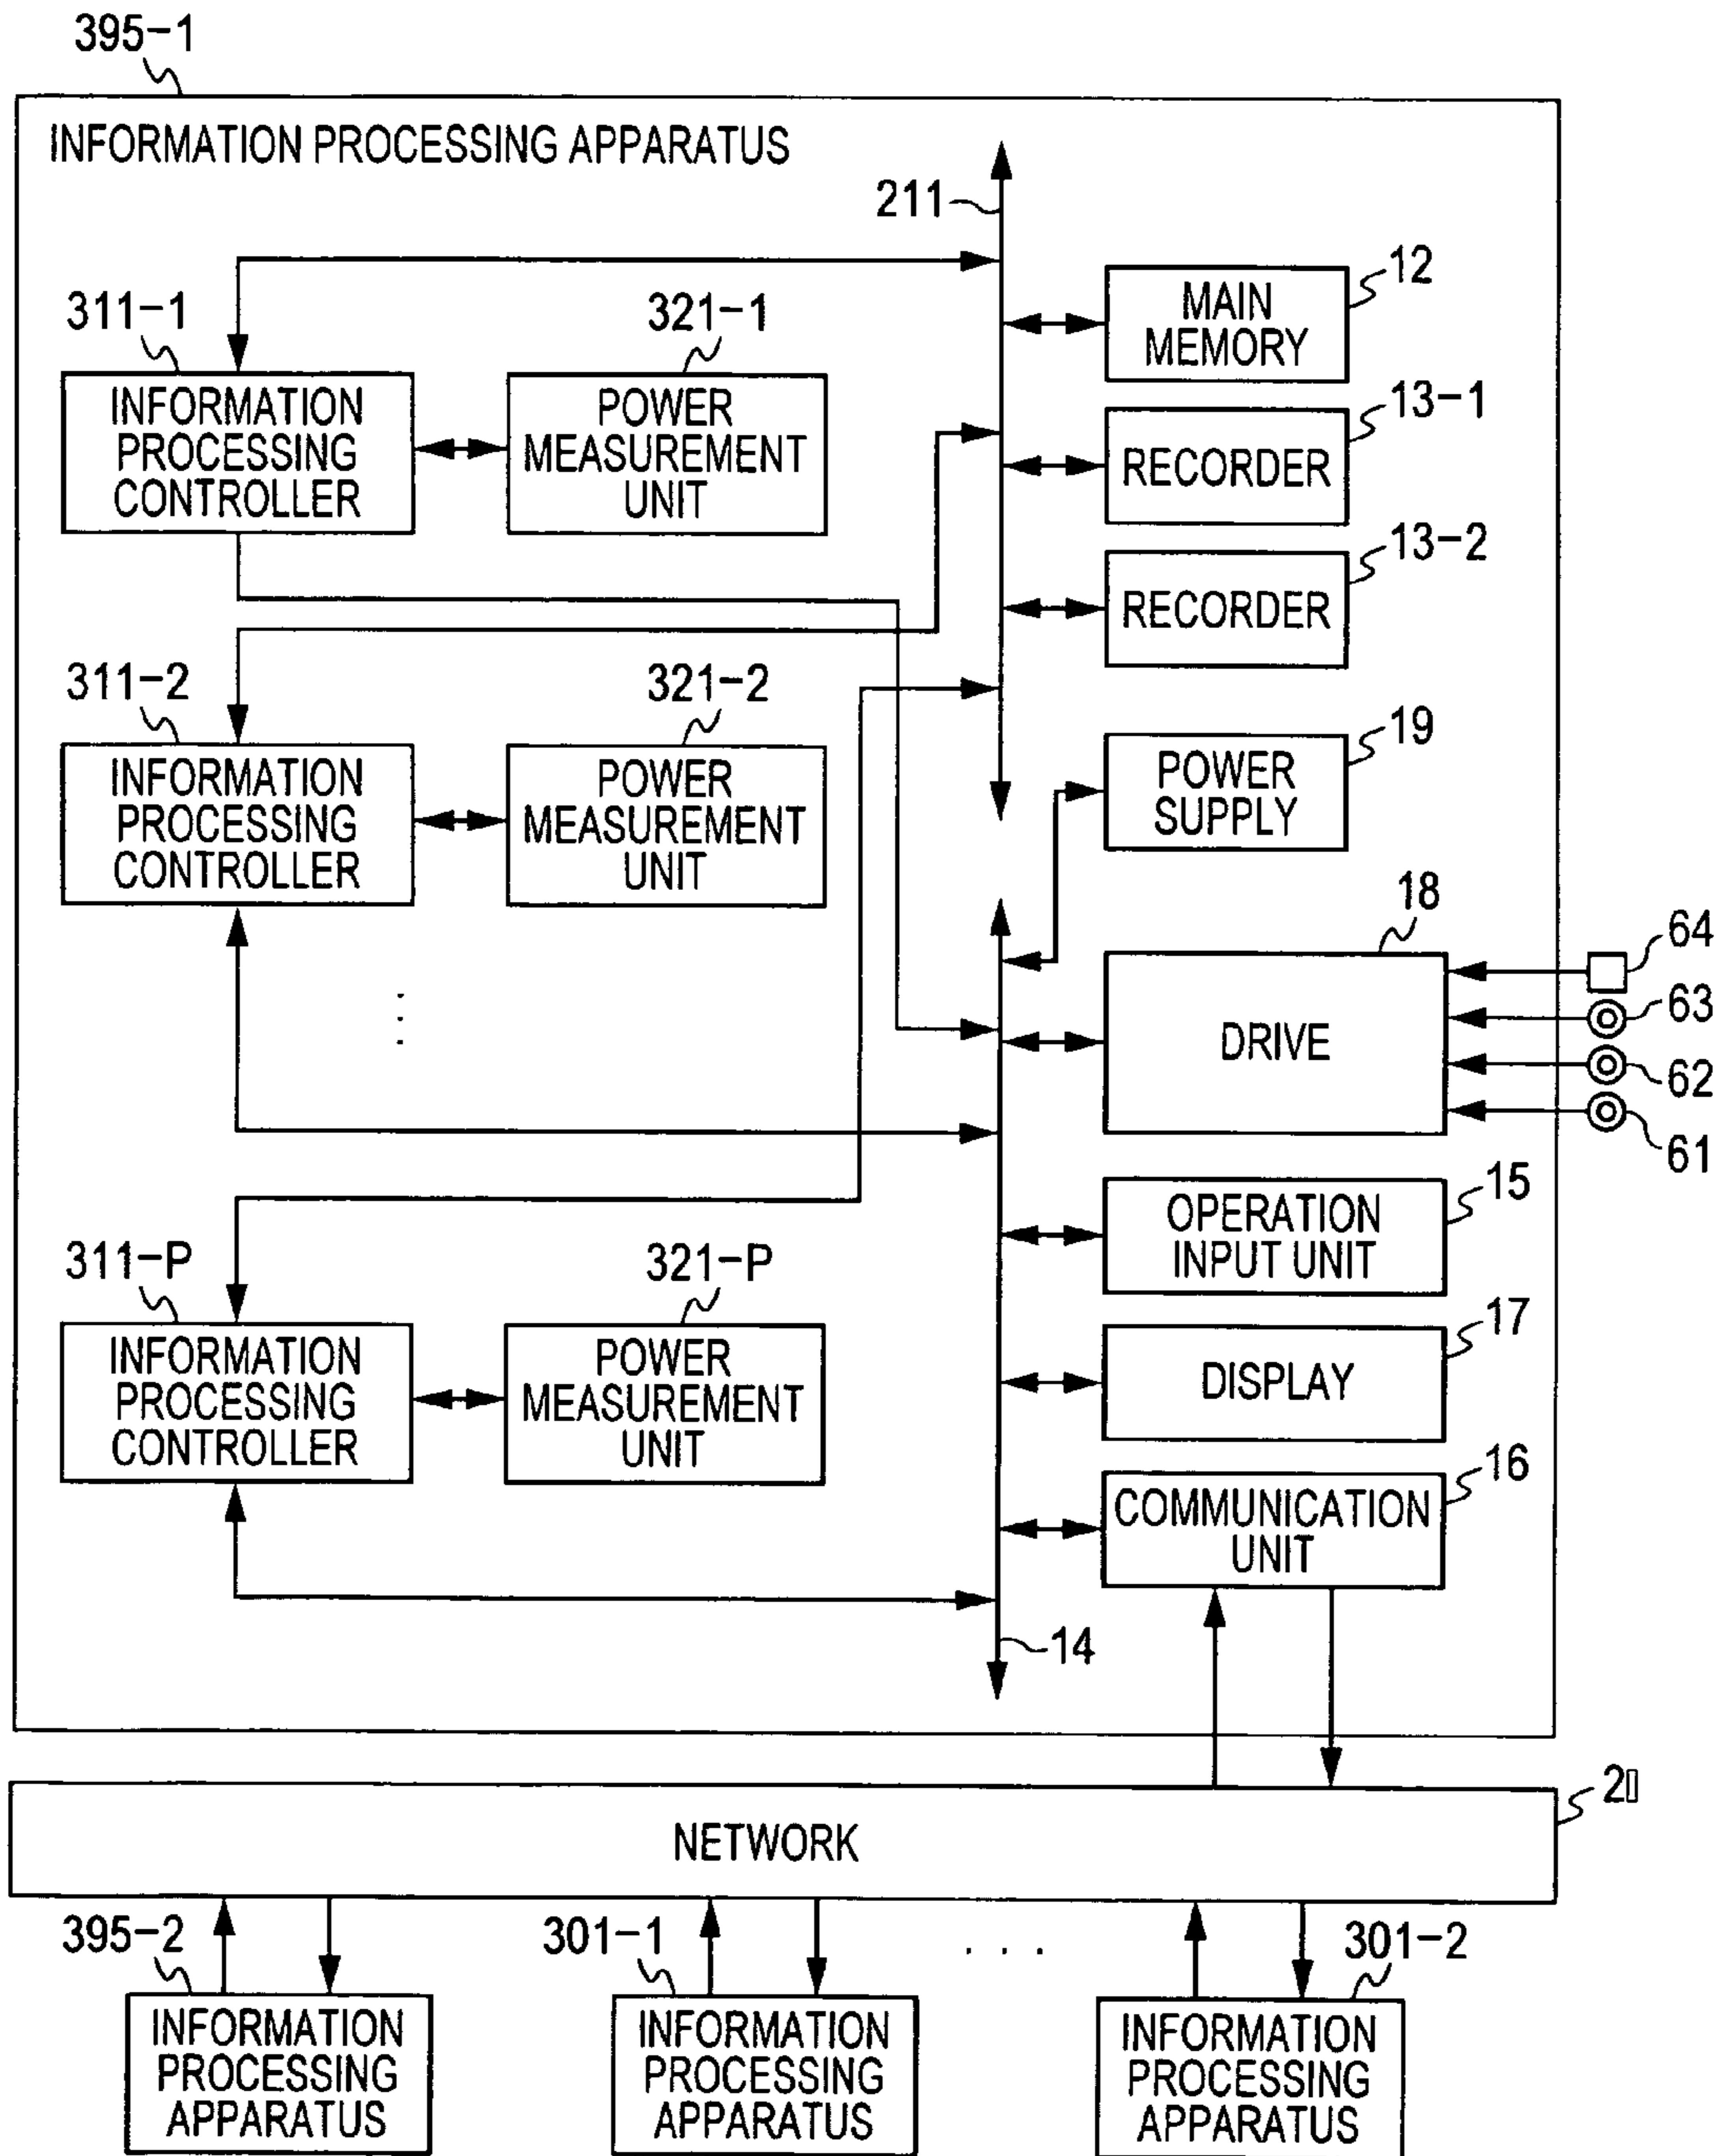 395-1
INFORMATION PROCESSING APPARATUS
211
12
MAIN
MEMORY
311-1
321-1
INFORMATION
PROCESSING
CONTROLLER
POWER
MEASUREMENT
UNIT
13-1
RECORDER
13-2
RECORDER
311-2
321-2
INFORMATION
PROCESSING
CONTROLLER
POWER
MEASUREMENT
UNIT
19
POWER
SUPPLY
18
DRIVE
64
63
62
61
. . .
15
OPERATION
INPUT UNIT
311-P
321-P
INFORMATION
PROCESSING
CONTROLLER
POWER
MEASUREMENT
UNIT
17
DISPLAY
16
COMMUNICATION
UNIT
14
NETWORK
395-2
301-1
. . .
301-2
INFORMATION
PROCESSING
APPARATUS
INFORMATION
PROCESSING
APPARATUS
INFORMATION
PROCESSING
APPARATUS